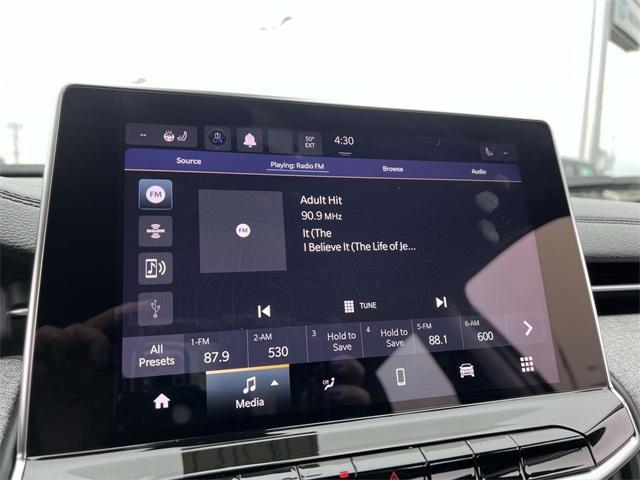 --
50°
EXT
4:30
--
Source
Playing: Radio FM
Browse
Audio
FM
FM
Adult Hit
90.9 MHz
It (The
I Believe It (The Life of Je...
TUNE
All
Presets
1-FM
87.9
2-AM
530
3 Hold to
Save
4 Hold to
Save
5-FM
88.1
6-AM
600
Media
OFF